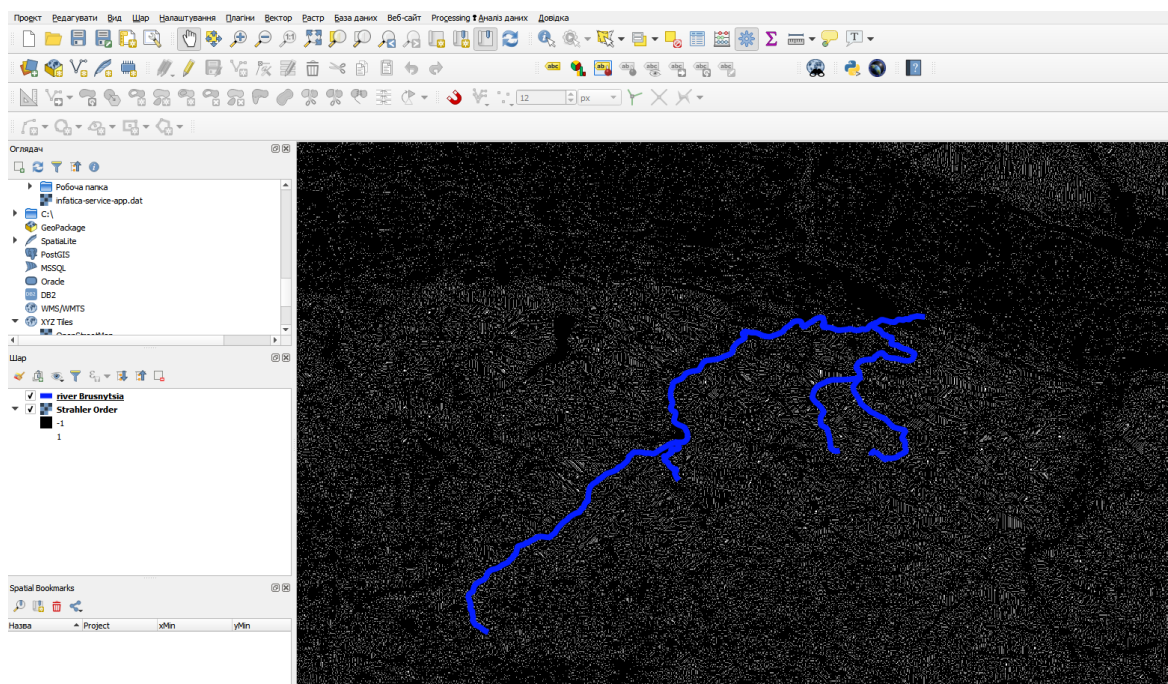 Проект Редагувати Вид Шар Налаштування Плагіни Вектор Растр База даних Веб-сайт Processing Аналіз даних Довідка
12 px
Оглядач
Робоча папка
infatica-service-app.dat
C:\
GeoPackage
SpatiaLite
PostGIS
MSSQL
Oracle
DB2
WMS/WMTS
XYZ Tiles
OpenStreetMap
Шар
river Brusnytsia
Strahler Order
-1
1
Spatial Bookmarks
Назва Project xMin yMin